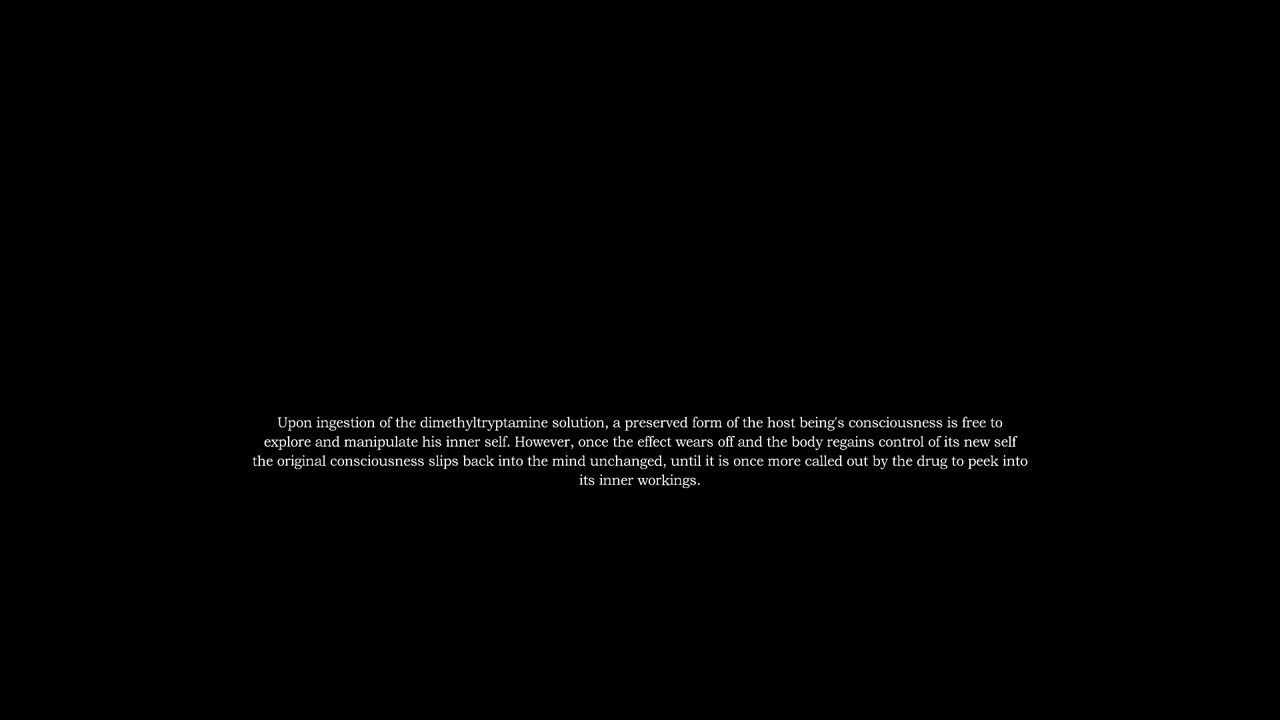 Upon ingestion of the dimethyltryptamine solution, a preserved form of the host being's consciousness is free to
explore and manipulate his inner self. However, once the effect wears off and the body regains control of its new self
the original consciousness slips back into the mind unchanged, until it is once more called out by the drug to peek into
its inner workings.